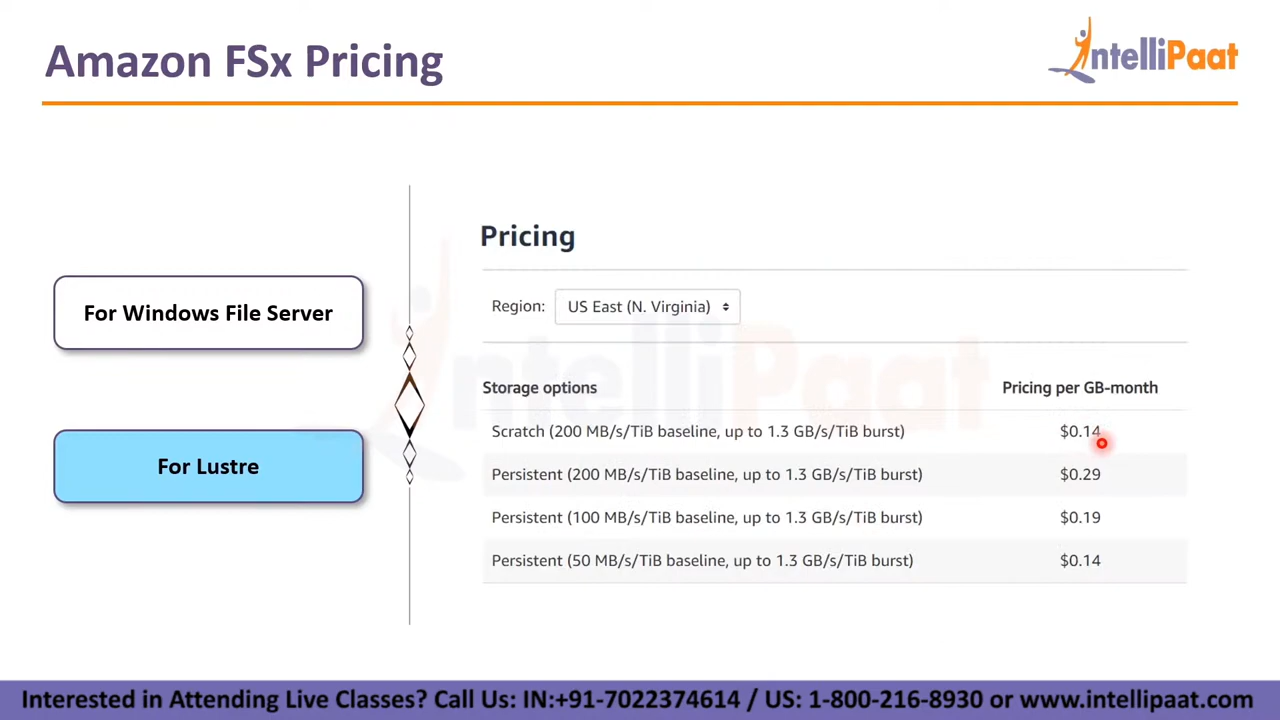 Amazon FSx Pricing
IntelliPaat
For Windows File Server
For Lustre
Pricing
Region: US East (N. Virginia)
Storage options Pricing per GB-month
Scratch (200 MB/s/TiB baseline, up to 1.3 GB/s/TiB burst) $0.14
Persistent (200 MB/s/TiB baseline, up to 1.3 GB/s/TiB burst) $0.29
Persistent (100 MB/s/TiB baseline, up to 1.3 GB/s/TiB burst) $0.19
Persistent (50 MB/s/TiB baseline, up to 1.3 GB/s/TiB burst) $0.14
IntelliPaat
Interested in Attending Live Classes? Call Us: IN:+91-7022374614 / US: 1-800-216-8930 or www.intellipaat.com